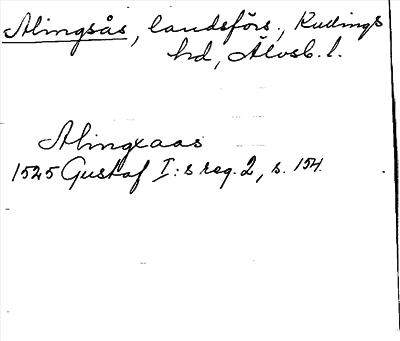 Alingsås, landsförs., Kullings
hd, Älvsb. l.
Alingxaas
1525 Gustaf I:s reg. 2, s. 154.